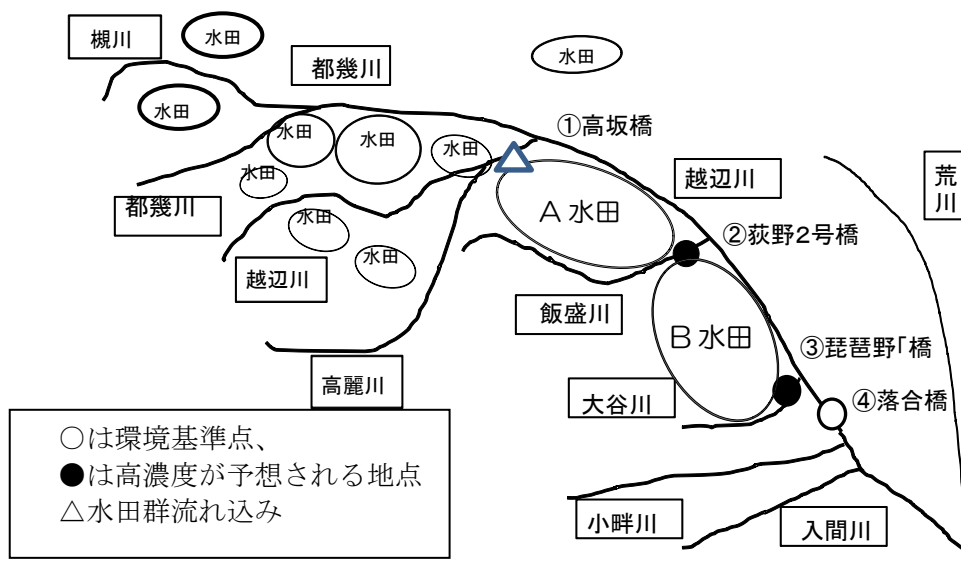 槻川
水田
都幾川
水田
水田
①高坂橋
水田
水田
水田
水田
越辺川
荒川
都幾川
水田
A水田
②荻野2号橋
水田
越辺川
飯盛川
B水田
③琵琶野「橋
高麗川
大谷川
④落合橋
○は環境基準点、
●は高濃度が予想される地点
△水田群流れ込み
小畔川
入間川